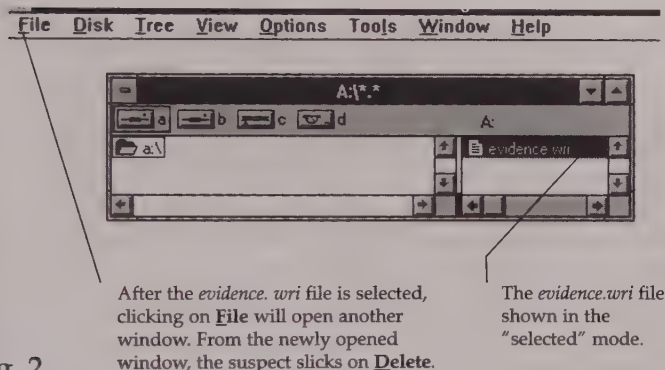 File Disk Tree View Options Tools Window Help
A:\*.*
a b c d A:
a:\ evidence.wri
After the evidence. wri file is selected,
clicking on File will open another
window. From the newly opened
window, the suspect slicks on Delete.
The evidence.wri file
shown in the
"selected" mode.
2